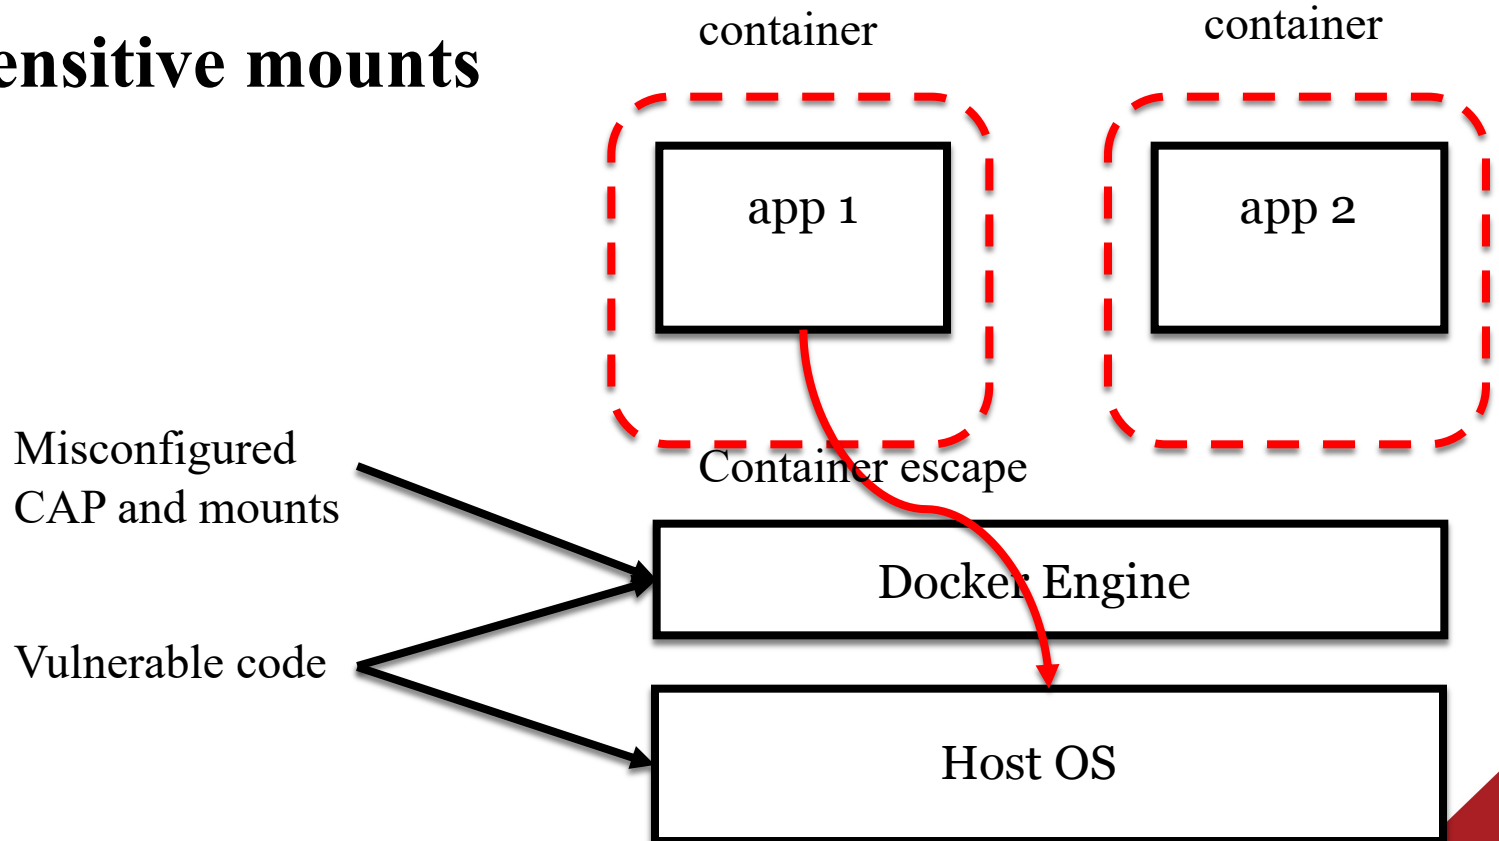 ensitive mounts
container
container
app 1
app 2
Misconfigured
CAP and mounts
Container escape
Docker Engine
Vulnerable code
Host OS